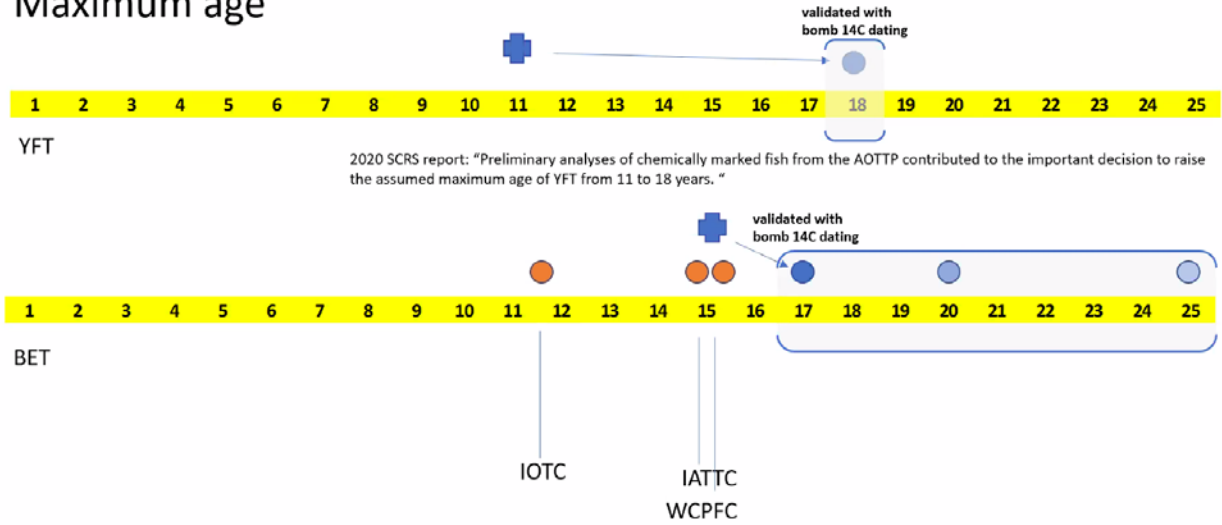 Maximum age
validated with
bomb 14C dating
1 2 3 4 5 6 7 8 9 10 11 12 13 14 15 16 17 18 19 20 21 22 23 24 25
YFT
2020 SCRS report: “Preliminary analyses of chemically marked fish from the AOTTP contributed to the important decision to raise
the assumed maximum age of YFT from 11 to 18 years. “
validated with
bomb 14C dating
1 2 3 4 5 6 7 8 9 10 11 12 13 14 15 16 17 18 19 20 21 22 23 24 25
BET
IOTC
IATTC
WCPFC